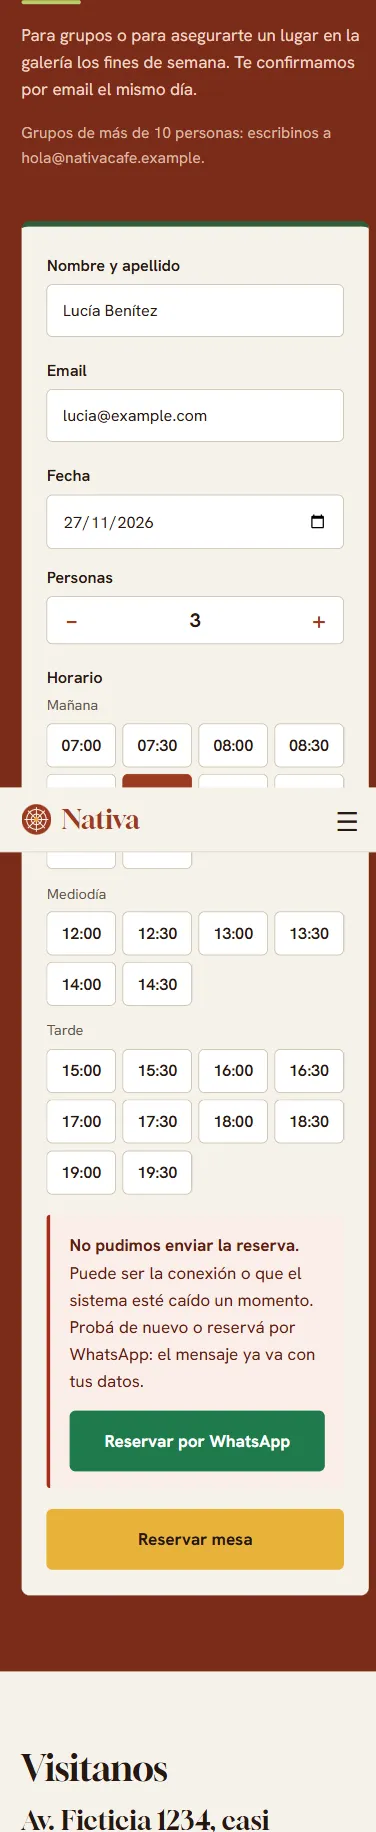 Para grupos o para asegurarte un lugar en la
galería los fines de semana. Te confirmamos
por email el mismo día.
Grupos de más de 10 personas: escribinos a
hola@nativacafe.example.
Nombre y apellido
Lucía Benítez
Email
lucia@example.com
Fecha
27/11/2026
Personas
− 3 +
Horario
Mañana
07:00 07:30 08:00 08:30
Nativa
Mediodía
12:00 12:30 13:00 13:30
14:00 14:30
Tarde
15:00 15:30 16:00 16:30
17:00 17:30 18:00 18:30
19:00 19:30
No pudimos enviar la reserva.
Puede ser la conexión o que el
sistema esté caído un momento.
Probá de nuevo o reservá por
WhatsApp: el mensaje ya va con
tus datos.
Reservar por WhatsApp
Reservar mesa
Visitanos
Av. Ficticia 1234, casi